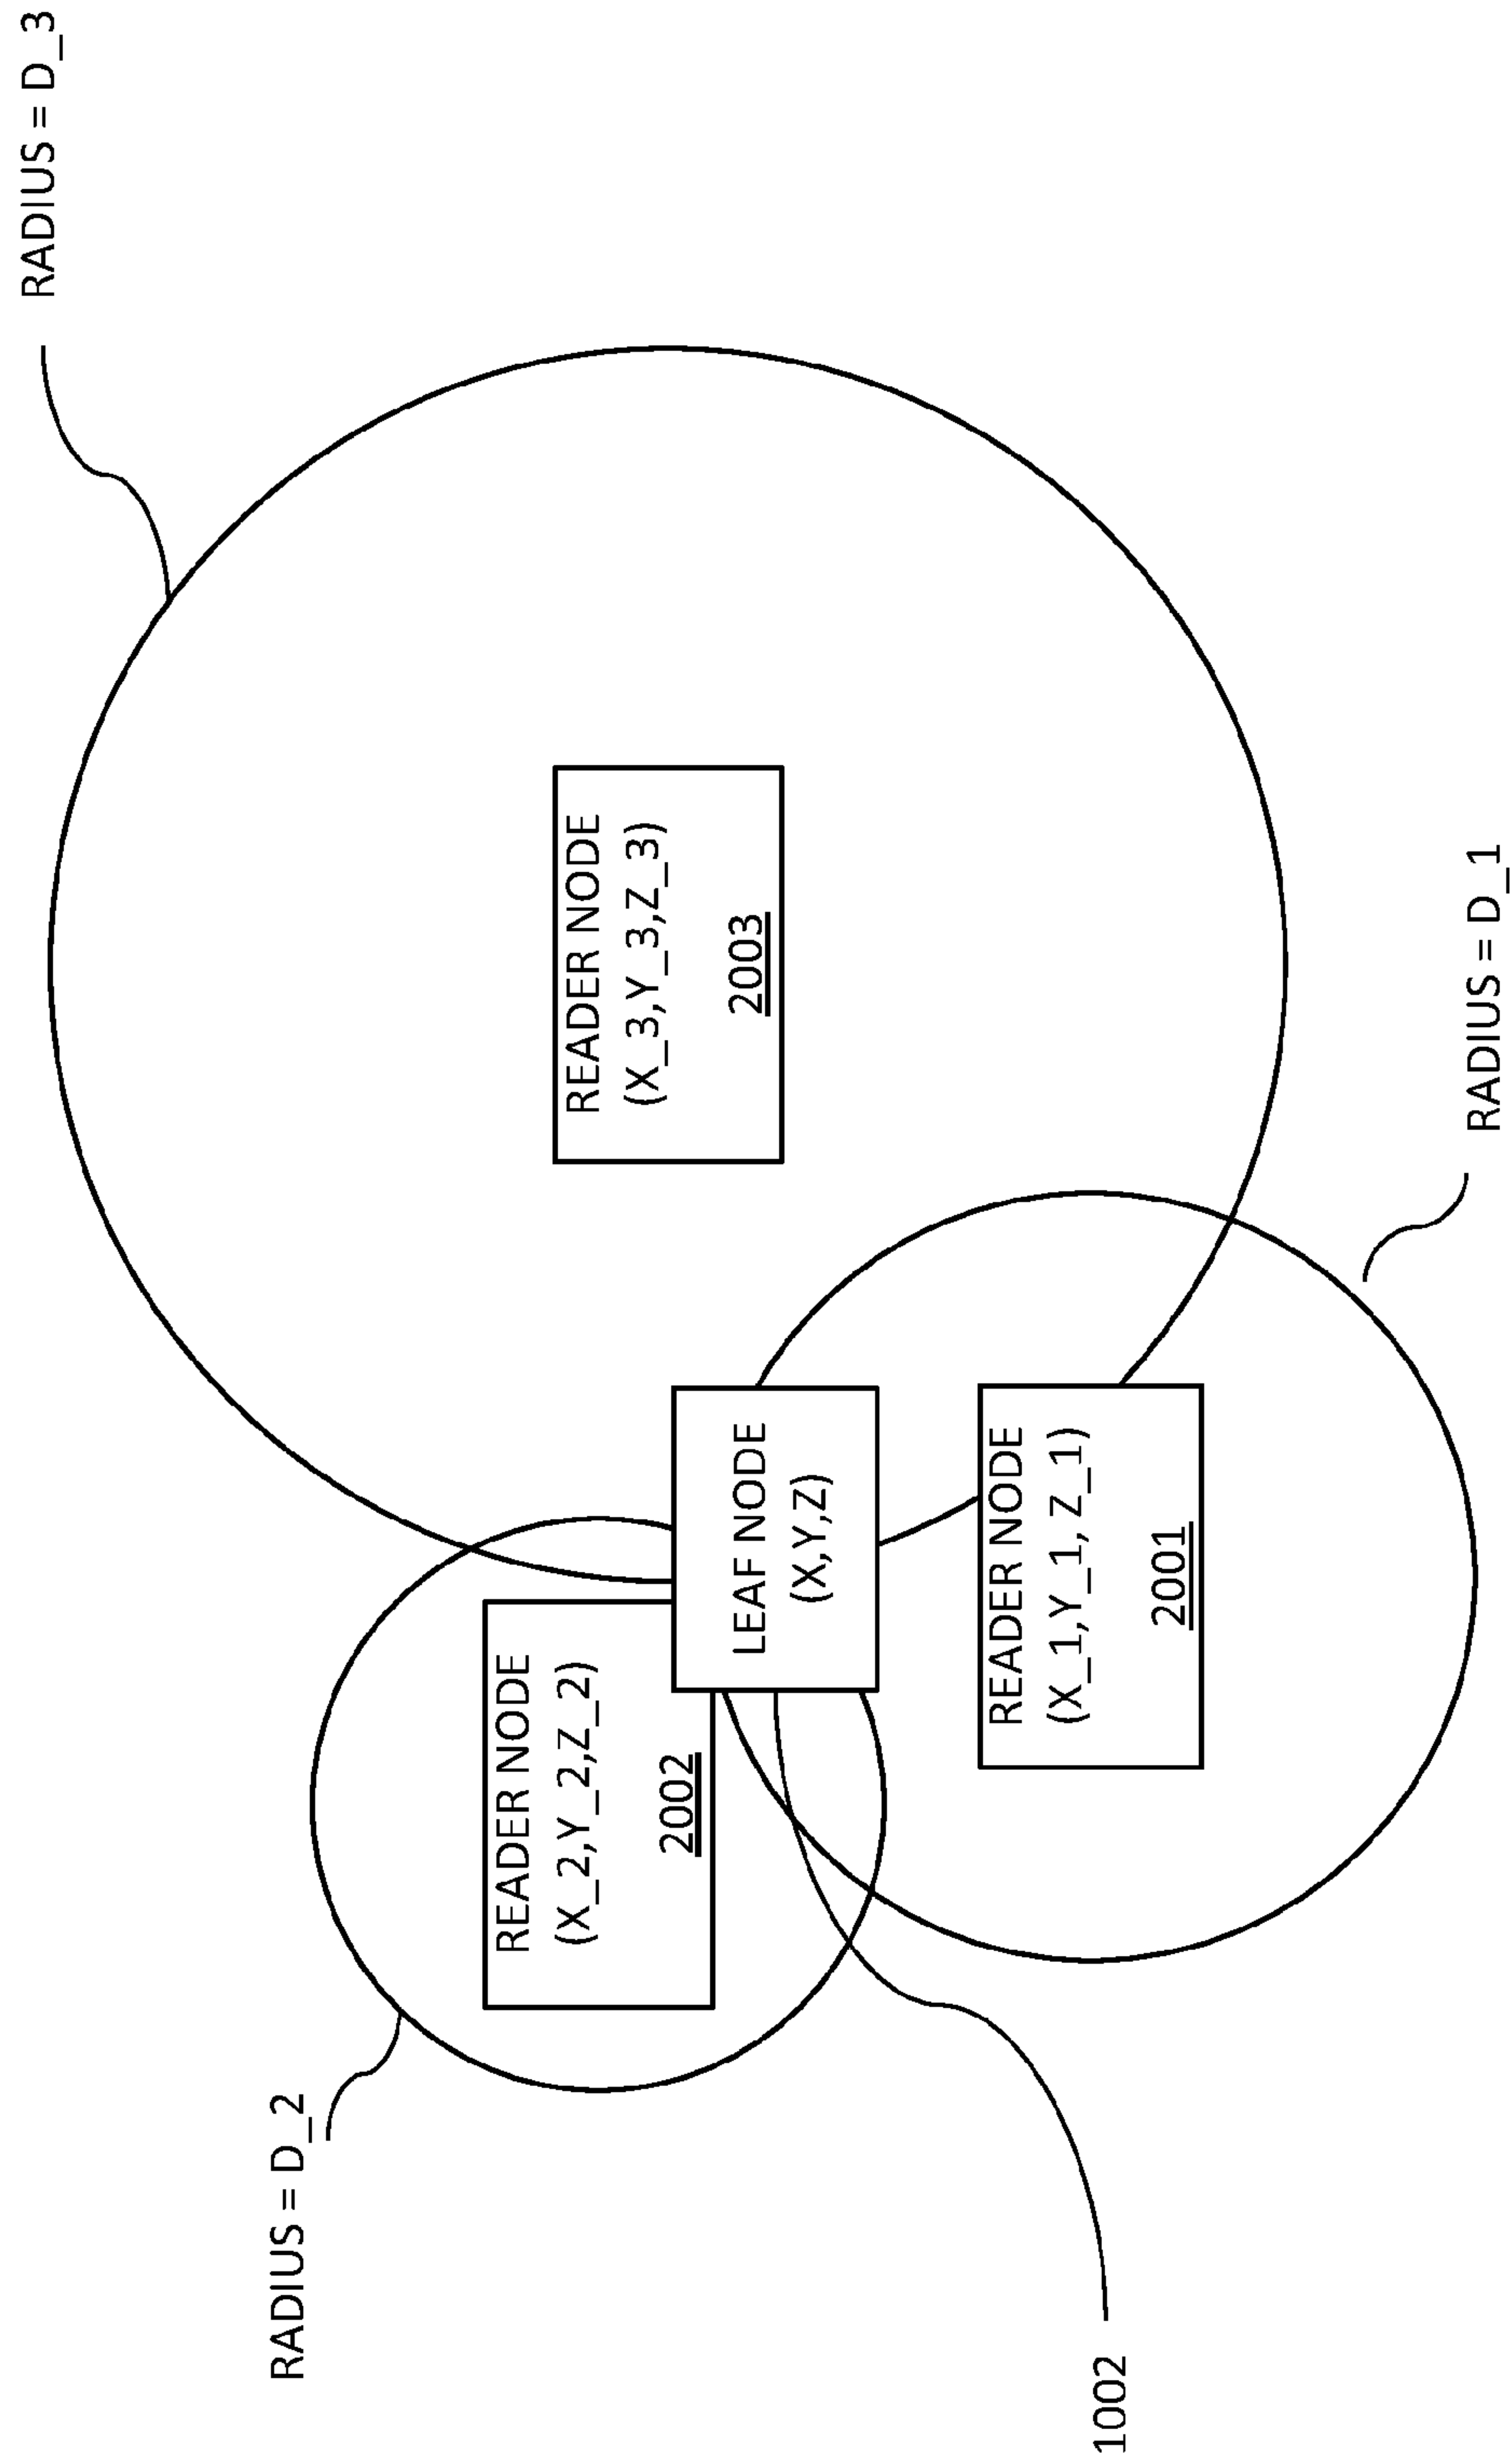 RADIUS = D_3
RADIUS = D_2
READER NODE
(X_3,Y_3,Z_3)
2003
READER NODE
(X_2,Y_2,Z_2)
2002
LEAF NODE
(X,Y,Z)
READER NODE
(X_1,Y_1, Z_1)
2001
1002
RADIUS = D_1